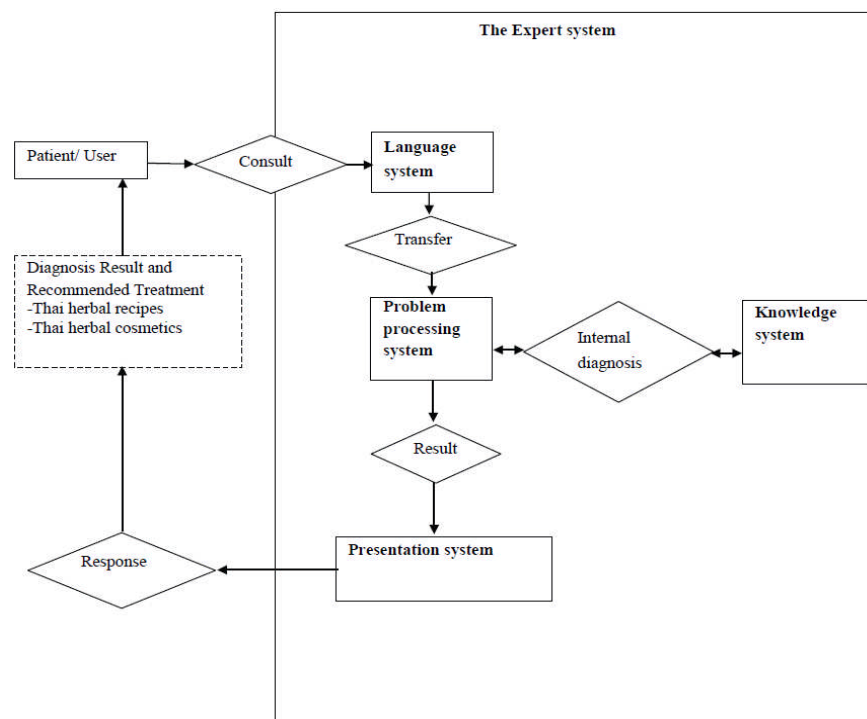 The Expert system
Patient/ User
Consult
Language
system
Transfer
Diagnosis Result and
Recommended Treatment
-Thai herbal recipes
-Thai herbal cosmetics
Problem
processing
system
Internal
diagnosis
Knowledge
system
Result
Response
Presentation system